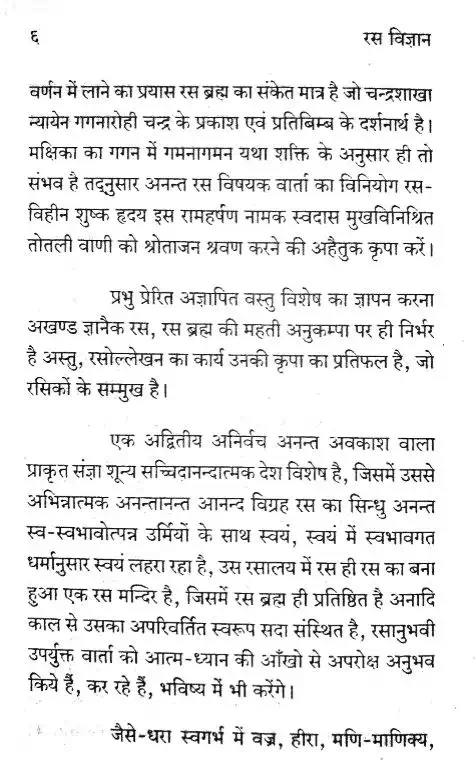 ६ रस विज्ञान
वर्णन में लाने का प्रयास रस ब्रह्म का संकेत मात्र है जो चन्द्रशाखा
न्यायेन गगनारोही चन्द्र के प्रकाश एवं प्रतिबिम्ब के दर्शनार्थ है।
मक्षिका का गगन में गमनागमन यथा शक्ति के अनुसार ही तो
संभव है तद्नुसार अनन्त रस विषयक वार्ता का विनियोग रस-
विहीन शुष्क हृदय इस रामहर्षण नामक स्वदास मुखविनिश्रित
तोतली वाणी को श्रोताजन श्रवण करने की अहैतुक कृपा करें।
प्रभु प्रेरित अज्ञापित वस्तु विशेष का ज्ञापन करना
अखण्ड ज्ञानैक रस, रस ब्रह्म की महती अनुकम्पा पर ही निर्भर
है अस्तु, रसोल्लेखन का कार्य उनकी कृपा का प्रतिफल है, जो
रसिकों के सम्मुख है।
एक अद्वितीय अनिर्वच अनन्त अवकाश वाला
प्राकृत संज्ञा शून्य सच्चिदानन्दात्मक देश विशेष है, जिसमें उससे
अभिन्नात्मक अनन्तानन्त आनन्द विग्रह रस का सिन्धु अनन्त
स्व-स्वभावोत्पन्न उर्मियों के साथ स्वयं, स्वयं में स्वभावगत
धर्मानुसार स्वयं लहरा रहा है, उस रसालय में रस ही रस का बना
हुआ एक रस मन्दिर है, जिसमें रस ब्रह्म ही प्रतिष्ठित है अनादि
काल से उसका अपरिवर्तित स्वरूप सदा संस्थित है, रसानुभवी
उपर्युक्त वार्ता को आत्म-ध्यान की आँखो से अपरोक्ष अनुभव
किये हैं, कर रहे हैं, भविष्य में भी करेंगे।
जैसे-धरा स्वगर्भ में वज्र, हीरा, मणि-माणिक्य,